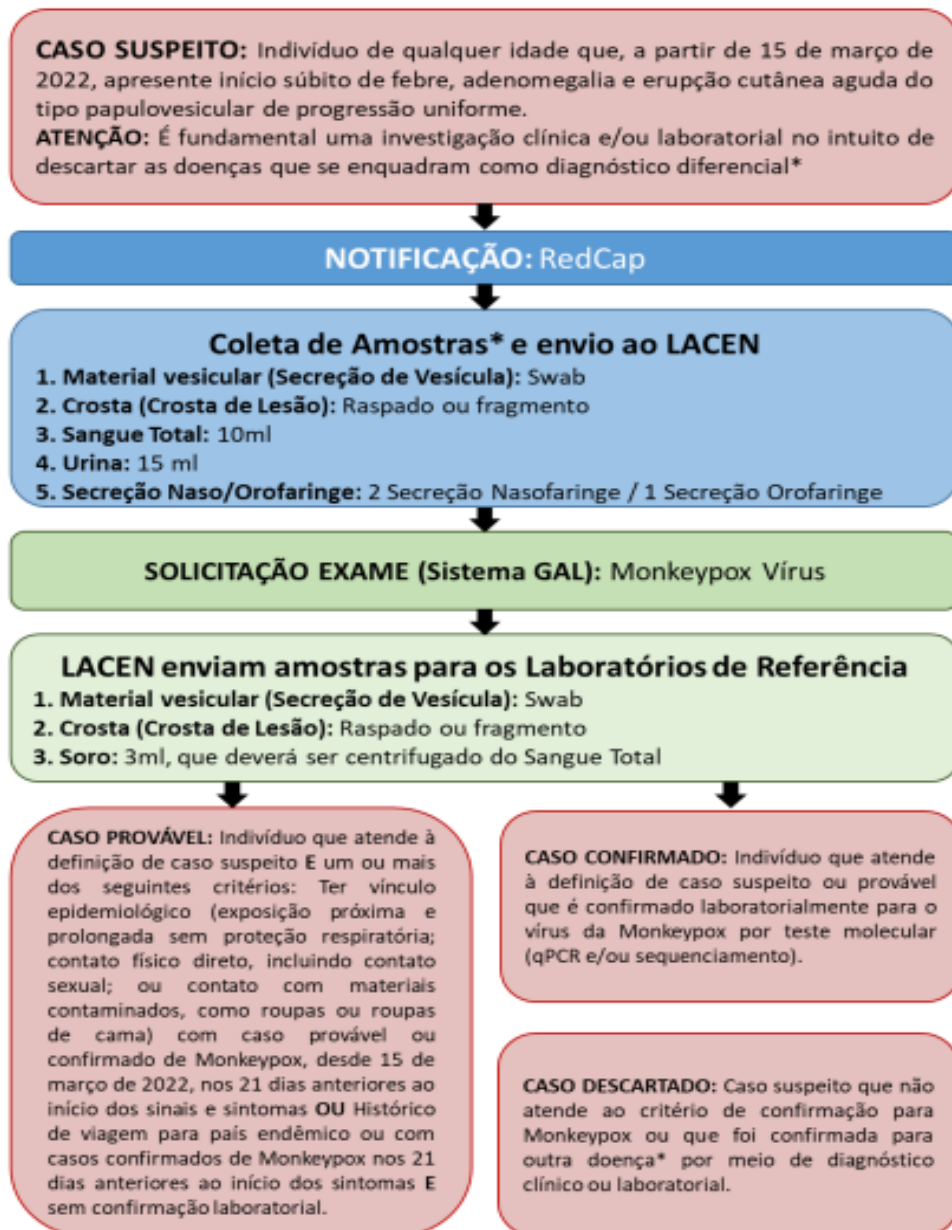 CASO SUSPEITO: Indivíduo de qualquer idade que, a partir de 15 de março de
2022, apresente início súbito de febre, adenomegalia e erupção cutânea aguda do
tipo papulovesicular de progressão uniforme.
ATENÇÃO: É fundamental uma investigação clínica e/ou laboratorial no intuito de
descartar as doenças que se enquadram como diagnóstico diferencial*
NOTIFICAÇÃO: RedCap
Coleta de Amostras* e envio ao LACEN
1. Material vesicular (Secreção de Vesícula): Swab
2. Crosta (Crosta de Lesão): Raspado ou fragmento
3. Sangue Total: 10ml
4. Urina: 15 ml
5. Secreção Naso/Orofaringe: 2 Secreção Nasofaringe / 1 Secreção Orofaringe
SOLICITAÇÃO EXAME (Sistema GAL): Monkeypox Vírus
LACEN enviam amostras para os Laboratórios de Referência
1. Material vesicular (Secreção de Vesícula): Swab
2. Crosta (Crosta de Lesão): Raspado ou fragmento
3. Soro: 3ml, que deverá ser centrifugado do Sangue Total
CASO PROVÁVEL: Indivíduo que atende à
definição de caso suspeito E um ou mais
dos seguintes critérios: Ter vínculo
epidemiológico (exposição próxima e
prolongada sem proteção respiratória;
contato físico direto, incluindo contato
sexual; ou contato com materiais
contaminados, como roupas ou roupas
de cama) com caso provável ou
confirmado de Monkeypox, desde 15 de
março de 2022, nos 21 dias anteriores ao
início dos sinais e sintomas OU Histórico
de viagem para país endêmico ou com
casos confirmados de Monkeypox nos 21
dias anteriores ao início dos sintomas E
sem confirmação laboratorial.
CASO CONFIRMADO: Indivíduo que atende
à definição de caso suspeito ou provável
que é confirmado laboratorialmente para o
vírus da Monkeypox por teste molecular
(qPCR e/ou sequenciamento).
CASO DESCARTADO: Caso suspeito que não
atende ao critério de confirmação para
Monkeypox ou que foi confirmada para
outra doença* por meio de diagnóstico
clínico ou laboratorial.